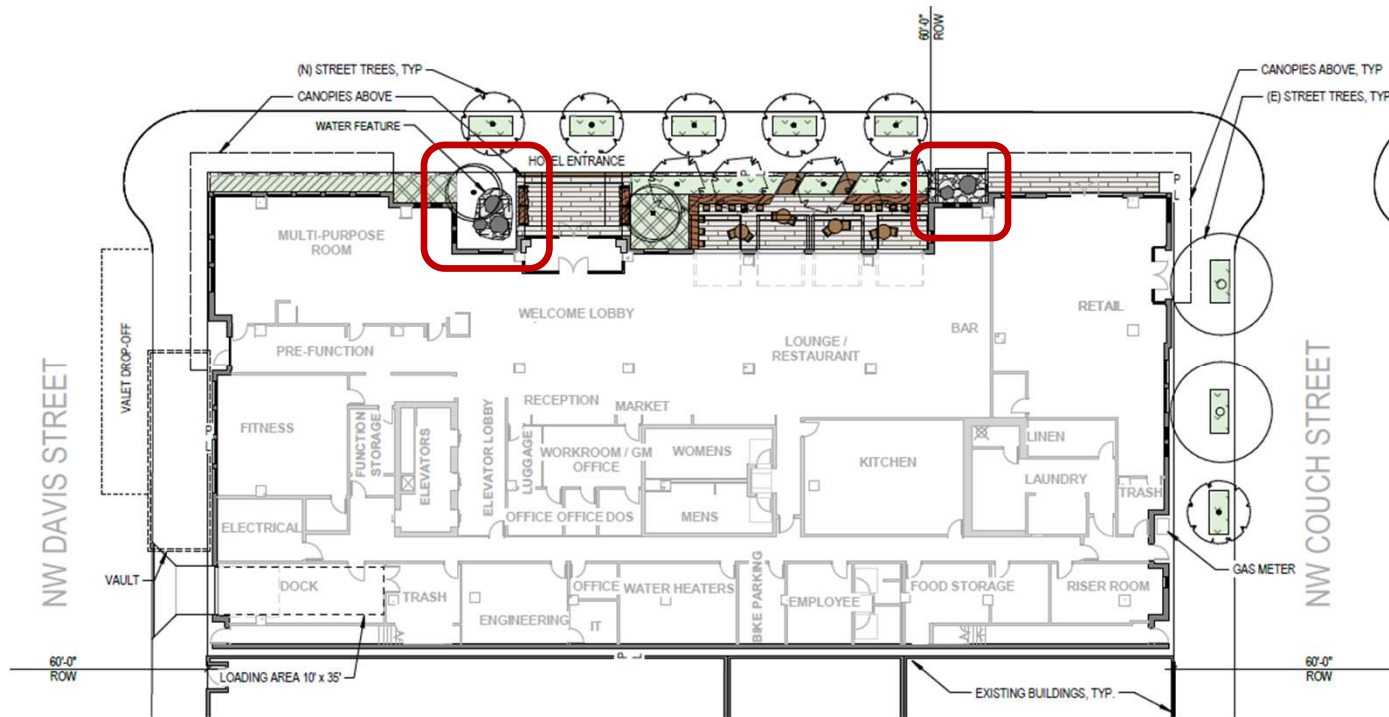 60'-0"
ROW
(N) STREET TREES, TYP
CANOPIES ABOVE
WATER FEATURE
CANOPIES ABOVE, TYP
(E) STREET TREES, TYP
HOTEL ENTRANCE
P
L
P
L
MULTI-PURPOSE
ROOM
WELCOME LOBBY
LOUNGE /
RESTAURANT
BAR
RETAIL
PRE-FUNCTION
VALET DROP-OFF
NW DAVIS STREET
NW COUCH STREET
P
L
FITNESS
FUNCTION
STORAGE
ELEVATORS
ELEVATOR LOBBY
RECEPTION
MARKET
LUGGAGE
WORKROOM / GM
OFFICE
WOMENS
MENS
OFFICE
OFFICE
DOS
KITCHEN
LINEN
LAUNDRY
TRASH
ELECTRICAL
VAULT
DOCK
TRASH
ENGINEERING
OFFICE
IT
WATER HEATERS
BIKE PARKING
EMPLOYEE
FOOD STORAGE
RISER ROOM
GAS METER
P
L
60'-0"
ROW
LOADING AREA 10' x 35'
EXISTING BUILDINGS, TYP.
60'-0"
ROW